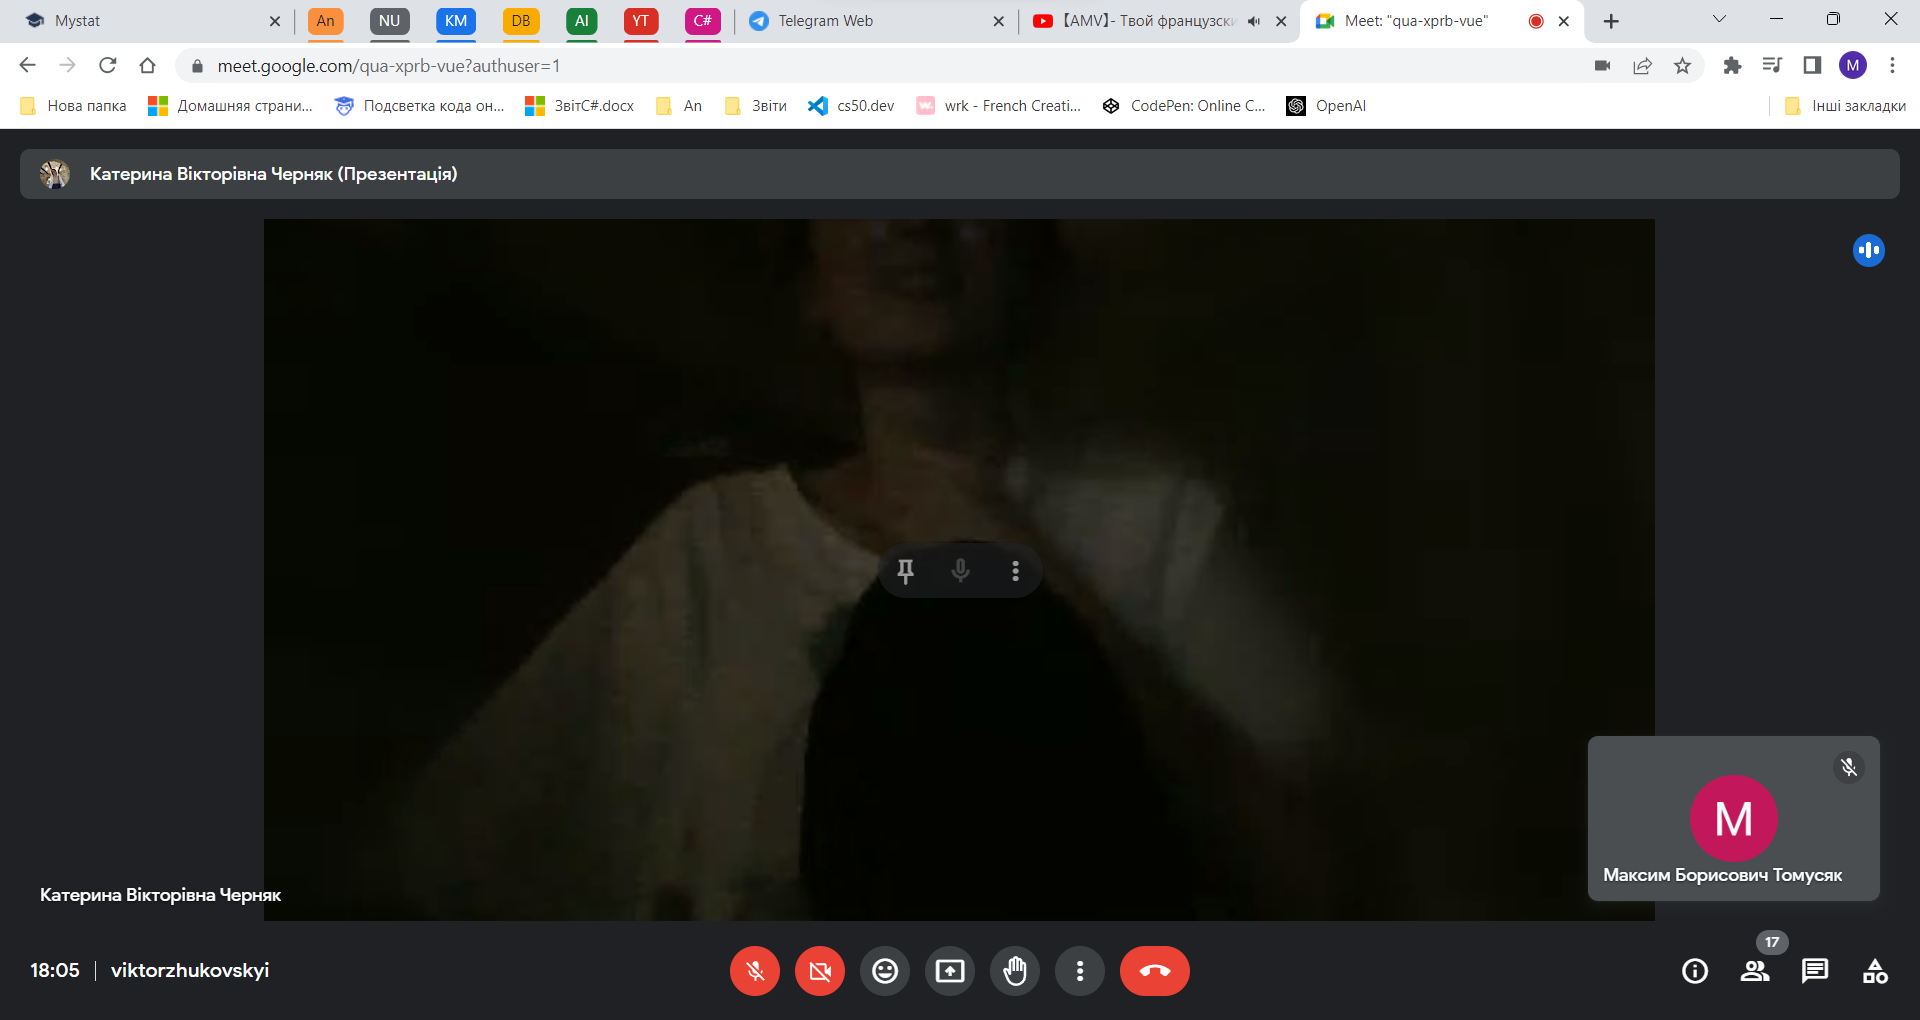 Mystat
An
NU
KM
DB
AI
YT
C#
Telegram Web
【AMV】- Твой французски
Meet: "qua-xprb-vue"
meet.google.com/qua-xprb-vue?authuser=1
M
Нова папка
Домашняя страни...
Подсветка кода он...
ЗвітC#.docx
An
Звіти
cs50.dev
wrk - French Creati...
CodePen: Online C...
OpenAI
Інші закладки
Катерина Вікторівна Черняк (Презентація)
M
Максим Борисович Томусяк
Катерина Вікторівна Черняк
18:05
viktorzhukovskyi
17